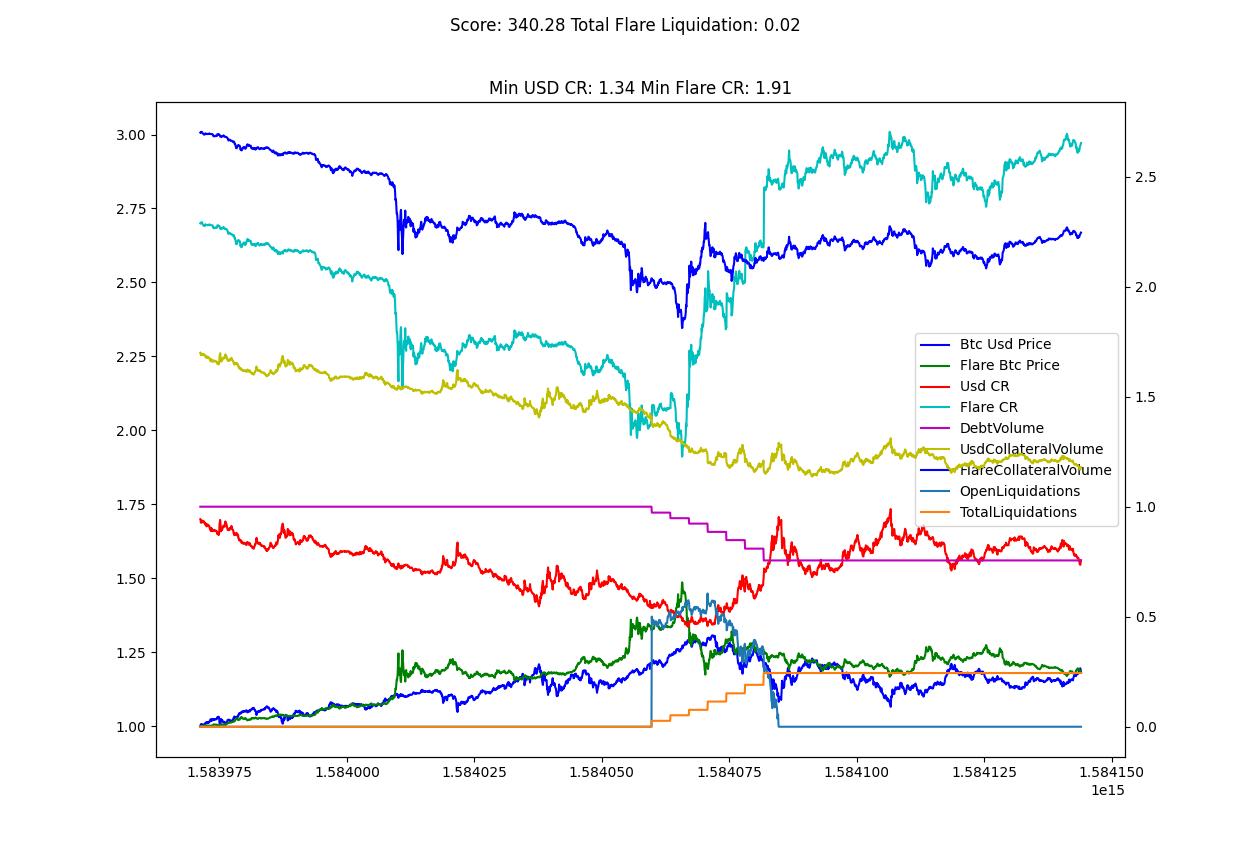 Score: 340.28 Total Flare Liquidation: 0.02
Min USD CR: 1.34 Min Flare CR: 1.91
3.00
2.75
2.50
2.25
2.00
1.75
1.50
1.25
1.00
2.5
2.0
1.5
1.0
0.5
0.0
Btc Usd Price
Flare Btc Price
Usd CR
Flare CR
DebtVolume
UsdCollateralVolume
FlareCollateralVolume
OpenLiquidations
TotalLiquidations
1.583975 1.584000 1.584025 1.584050 1.584075 1.584100 1.584125 1.584150
1e15